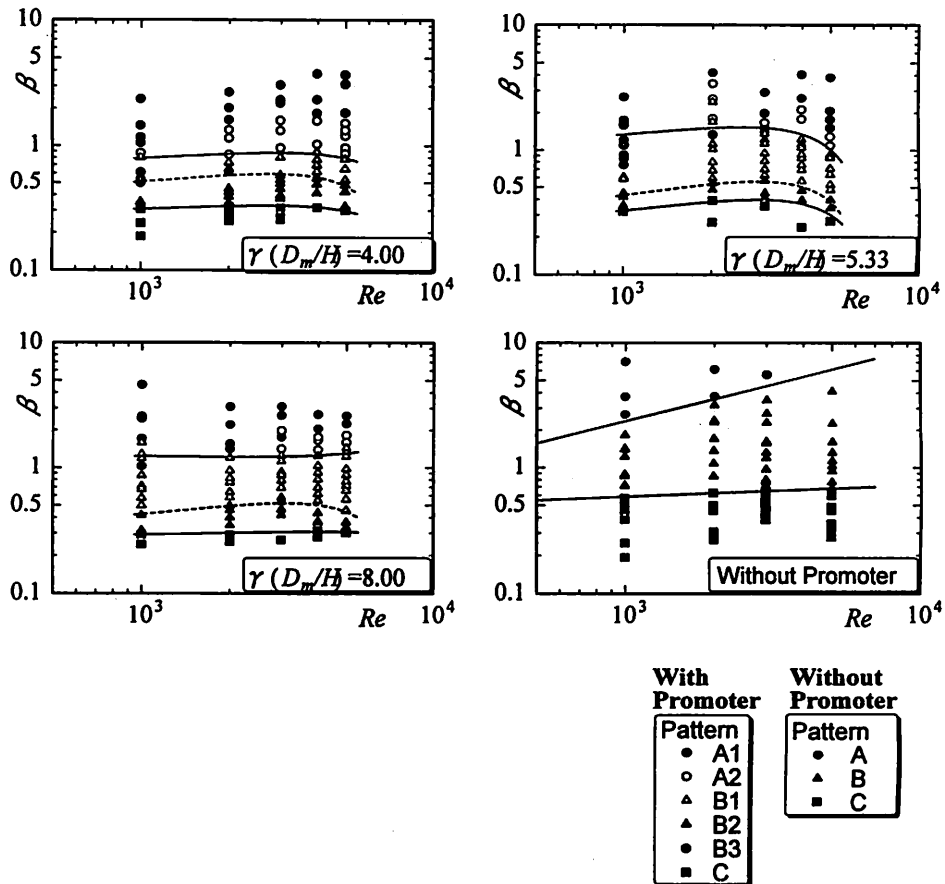 10
5
β
1
0.5
0.1
γ (Dm/H) =4.00
10³
Re
10⁴
10
5
β
1
0.5
0.1
γ (Dm/H) =5.33
10³
Re
10⁴
10
5
β
1
0.5
0.1
γ (Dm/H) =8.00
10³
Re
10⁴
10
5
β
1
0.5
0.1
Without Promoter
10³
Re
10⁴
With
Promoter
Pattern
A1
A2
B1
B2
B3
C
Without
Promoter
Pattern
A
B
C